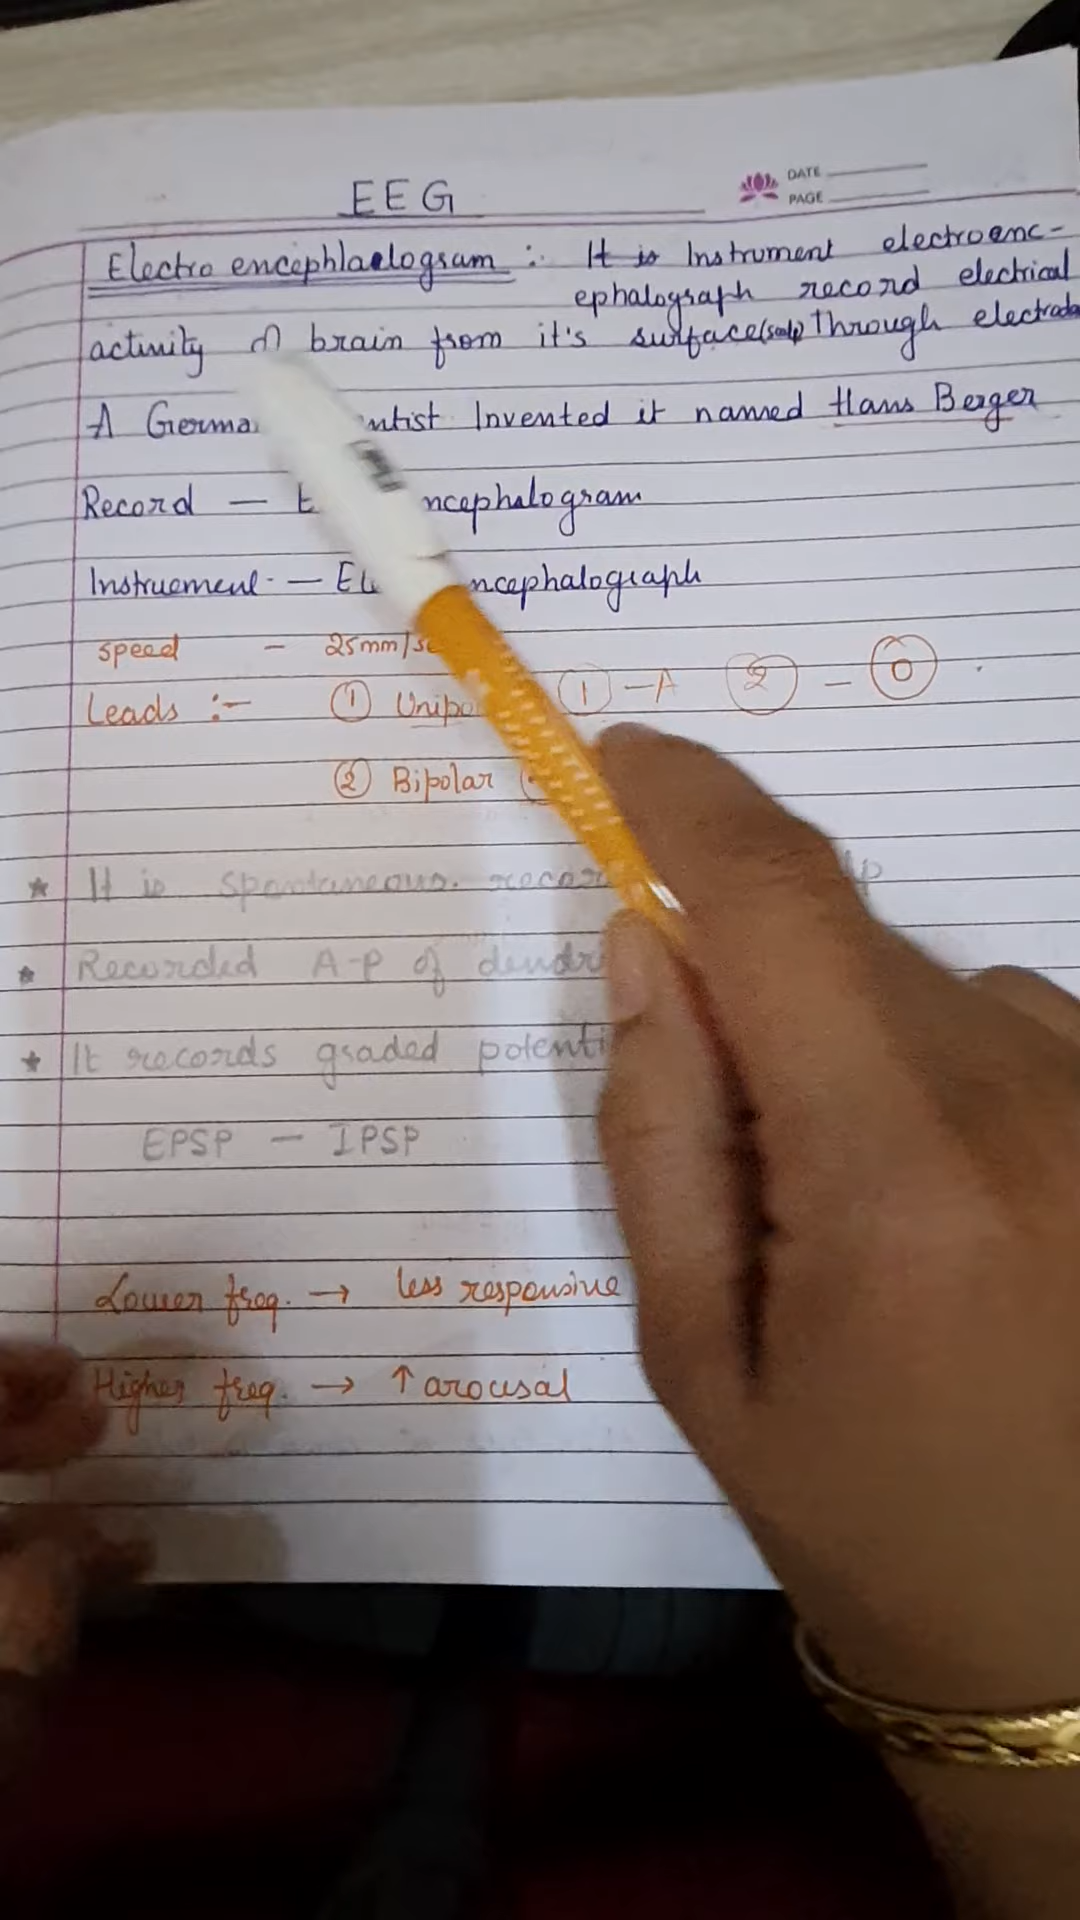 EEG
DATE
PAGE
Electro encephlaelogram : It is Instrument electroenc-
ephalograph record electrical
activity of brain from it's surface(scalp) Through electrode
A Germa ntist Invented it named Hans Berger
Record — ncephalogram
Instruement - — El ncephalograph
speed - 25mm/s
Leads :- ① Unipo ① - A ② - ⓪
② Bipolar
* It is spontaneous. recor
* Recorded A-P of dendri
* It records graded potenti
EPSP - IPSP
Lower freq. → less responsive
Higher freq. → ↑ arousal